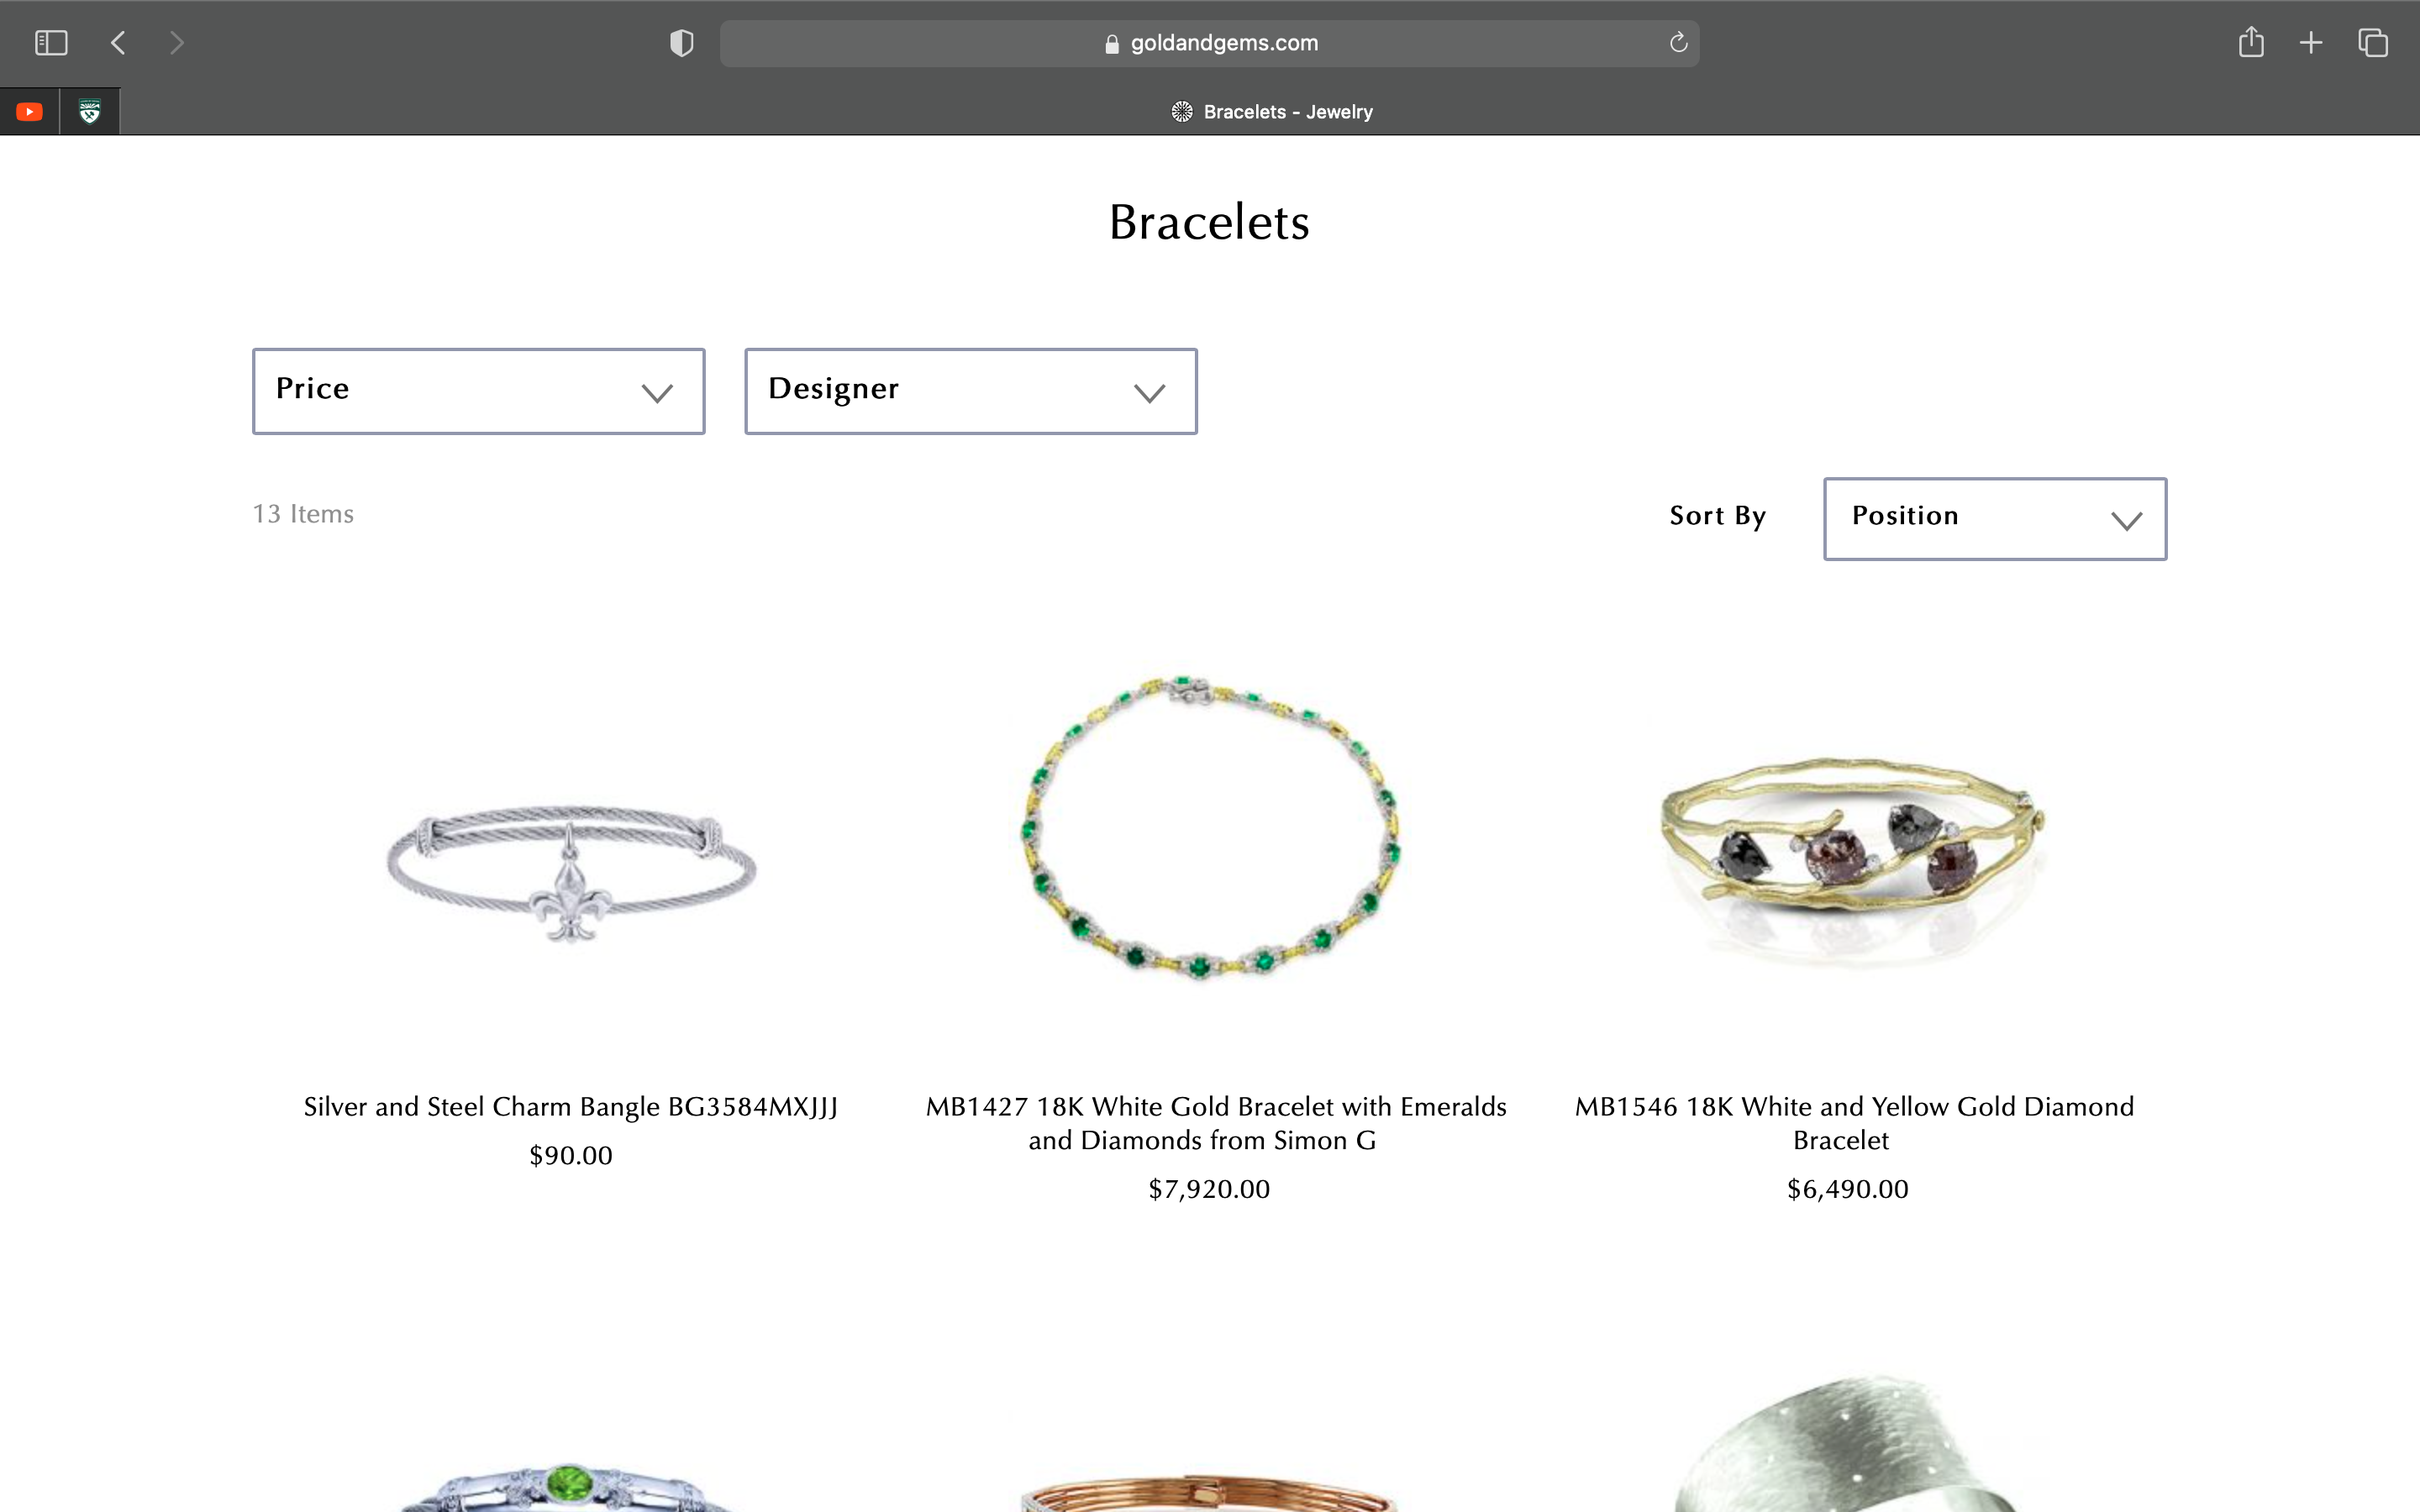 goldandgems.com
Bracelets - Jewelry
Bracelets
Price
Designer
13 Items
Sort By
Position
Silver and Steel Charm Bangle BG3584MXJJJ
$90.00
MB1427 18K White Gold Bracelet with Emeralds
and Diamonds from Simon G
$7,920.00
MB1546 18K White and Yellow Gold Diamond
Bracelet
$6,490.00